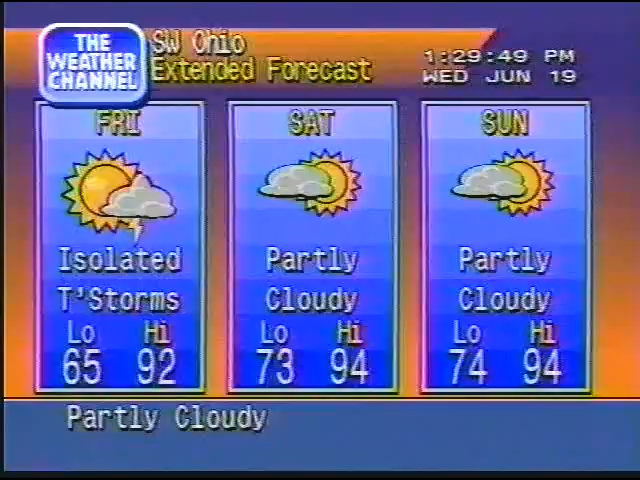 THE
WEATHER
CHANNEL
SW Ohio
Extended Forecast
1:29:49 PM
WED JUN 19
FRI
Isolated
T'Storms
Lo Hi
65 92
SAT
Partly
Cloudy
Lo Hi
73 94
SUN
Partly
Cloudy
Lo Hi
74 94
Partly Cloudy